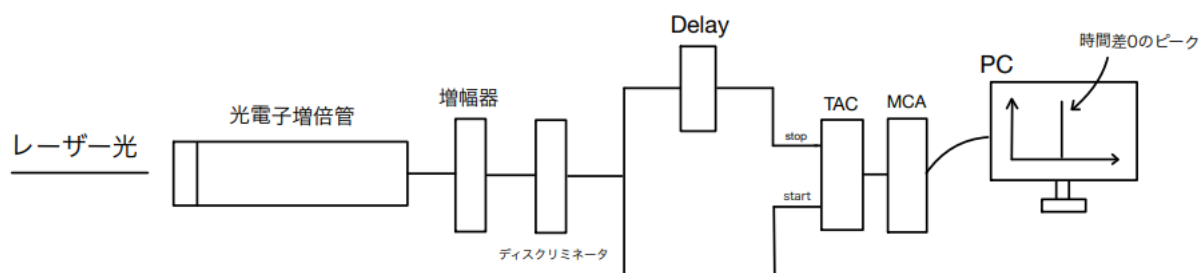 レーザー光
光電子増倍管
増幅器
ディスクリミネータ
Delay
stop
start
TAC
MCA
PC
時間差0のピーク